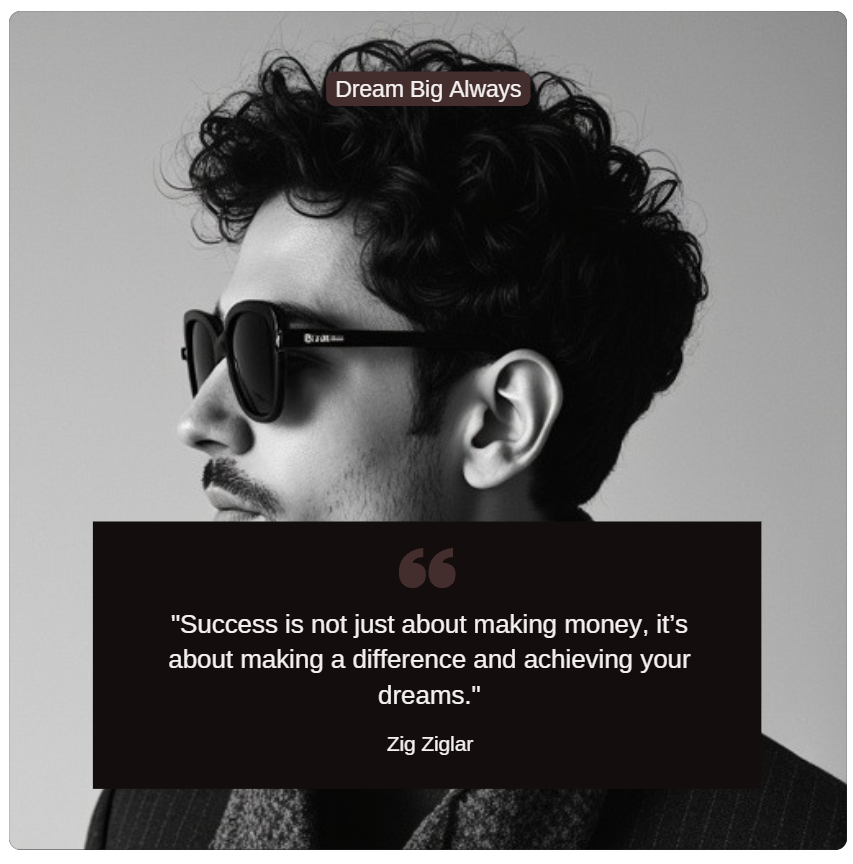 Dream Big Always
"Success is not just about making money, it’s
about making a difference and achieving your
dreams."
Zig Ziglar